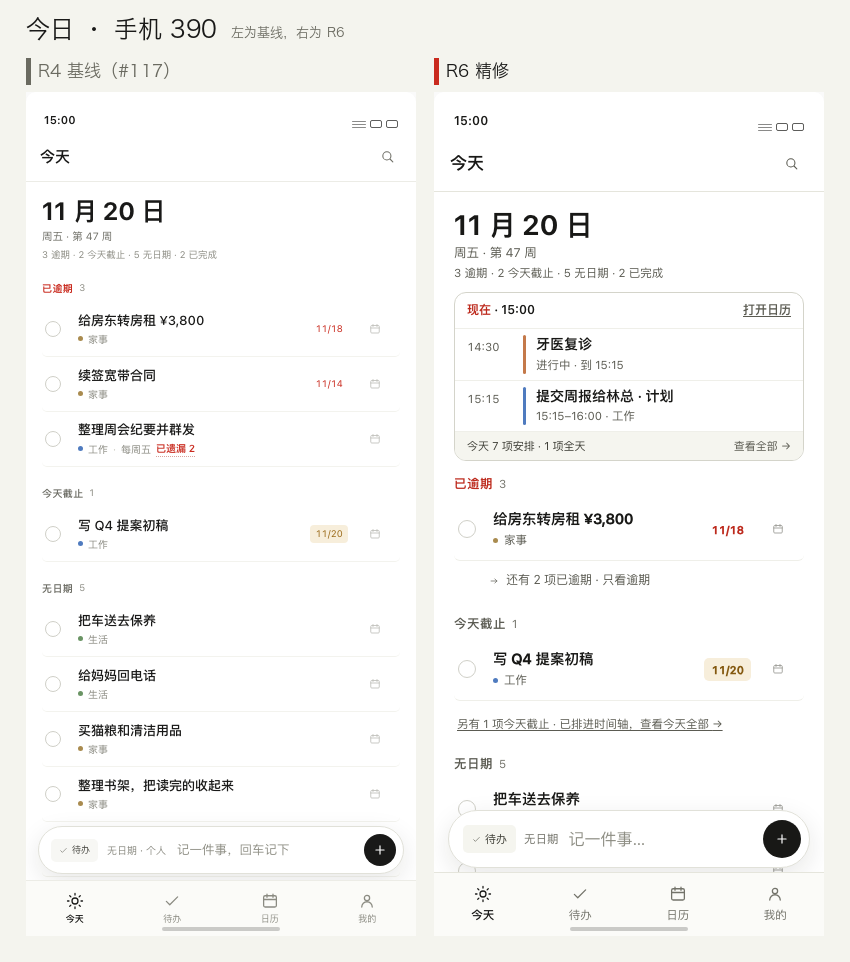 今日 · 手机 390 左为基线，右为 R6
R4 基线（#117）
15:00
今天
11 月 20 日
周五 · 第 47 周
3 逾期 · 2 今天截止 · 5 无日期 · 2 已完成
已逾期 3
给房东转房租 ¥3,800
家事
11/18
续签宽带合同
家事
11/14
整理周会纪要并群发
工作 · 每周五 已遗漏 2
今天截止 1
写 Q4 提案初稿
工作
11/20
无日期 5
把车送去保养
生活
给妈妈回电话
生活
买猫粮和清洁用品
家事
整理书架，把读完的收起来
家事
待办 无日期 · 个人 记一件事，回车记下
今天 待办 日历 我的
R6 精修
15:00
今天
11 月 20 日
周五 · 第 47 周
3 逾期 · 2 今天截止 · 5 无日期 · 2 已完成
现在 · 15:00 打开日历
14:30 牙医复诊
进行中 · 到 15:15
15:15 提交周报给林总 · 计划
15:15–16:00 · 工作
今天 7 项安排 · 1 项全天 查看全部 →
已逾期 3
给房东转房租 ¥3,800
家事
11/18
→ 还有 2 项已逾期 · 只看逾期
今天截止 1
写 Q4 提案初稿
工作
11/20
另有 1 项今天截止 · 已排进时间轴，查看今天全部 →
无日期 5
把车送去保养
待办 无日期 记一件事…
今天 待办 日历 我的